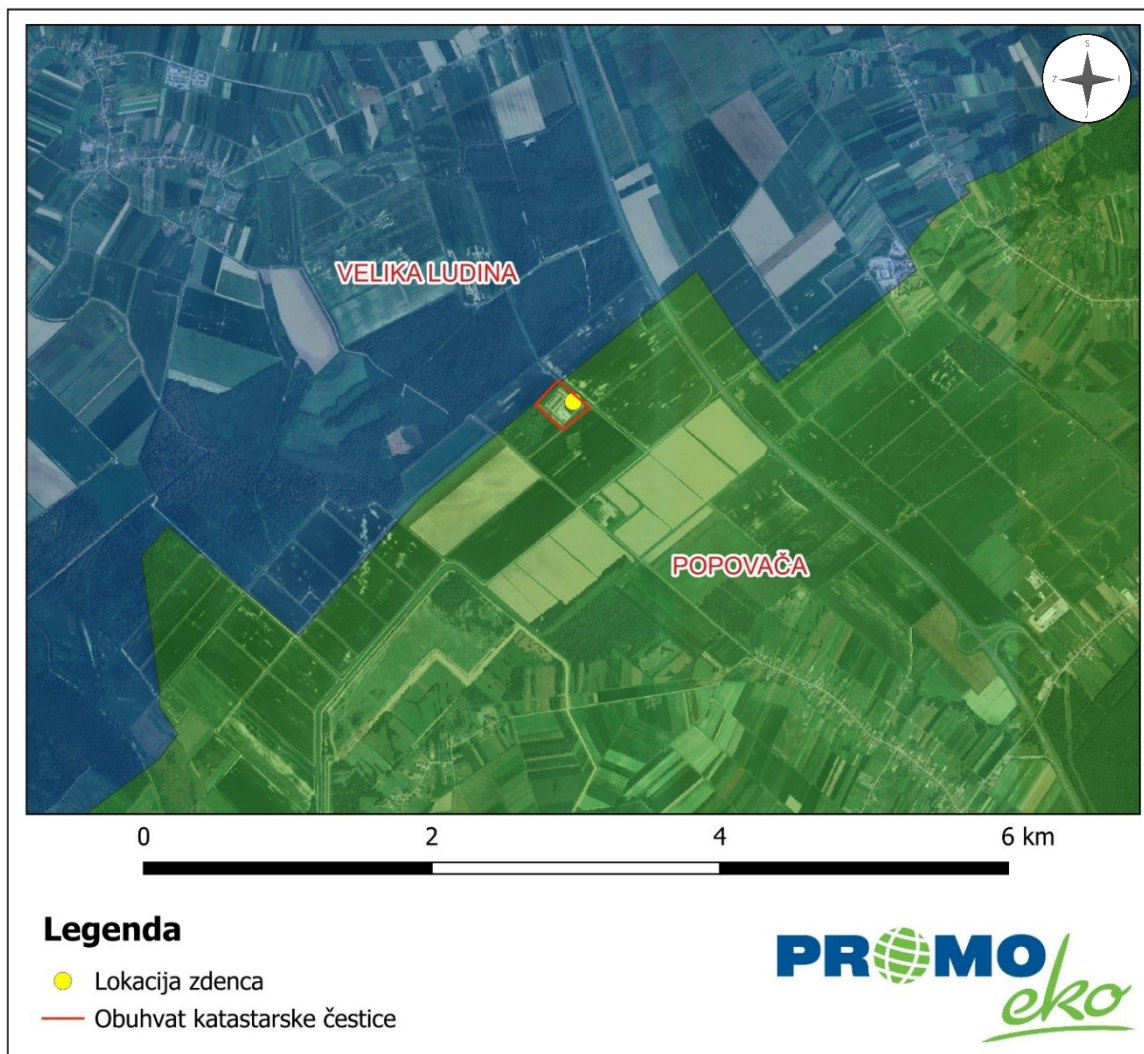 S
Z I
J
VELIKA LUDINA
POPOVAČA
0 2 4 6 km
Legenda
Lokacija zdenca
Obuhvat katastarske čestice
PROMO
eko